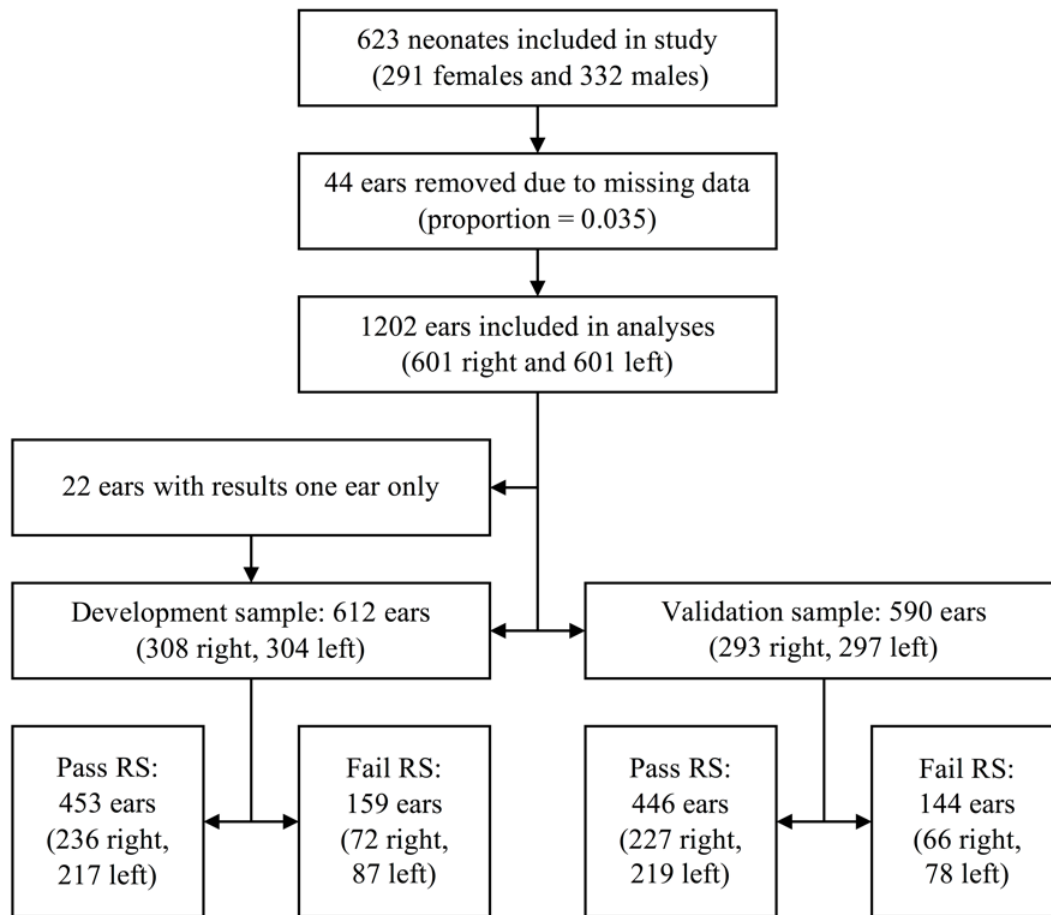 623 neonates included in study
(291 females and 332 males)
44 ears removed due to missing data
(proportion = 0.035)
1202 ears included in analyses
(601 right and 601 left)
22 ears with results one ear only
Development sample: 612 ears
(308 right, 304 left)
Validation sample: 590 ears
(293 right, 297 left)
Pass RS:
453 ears
(236 right,
217 left)
Fail RS:
159 ears
(72 right,
87 left)
Pass RS:
446 ears
(227 right,
219 left)
Fail RS:
144 ears
(66 right,
78 left)